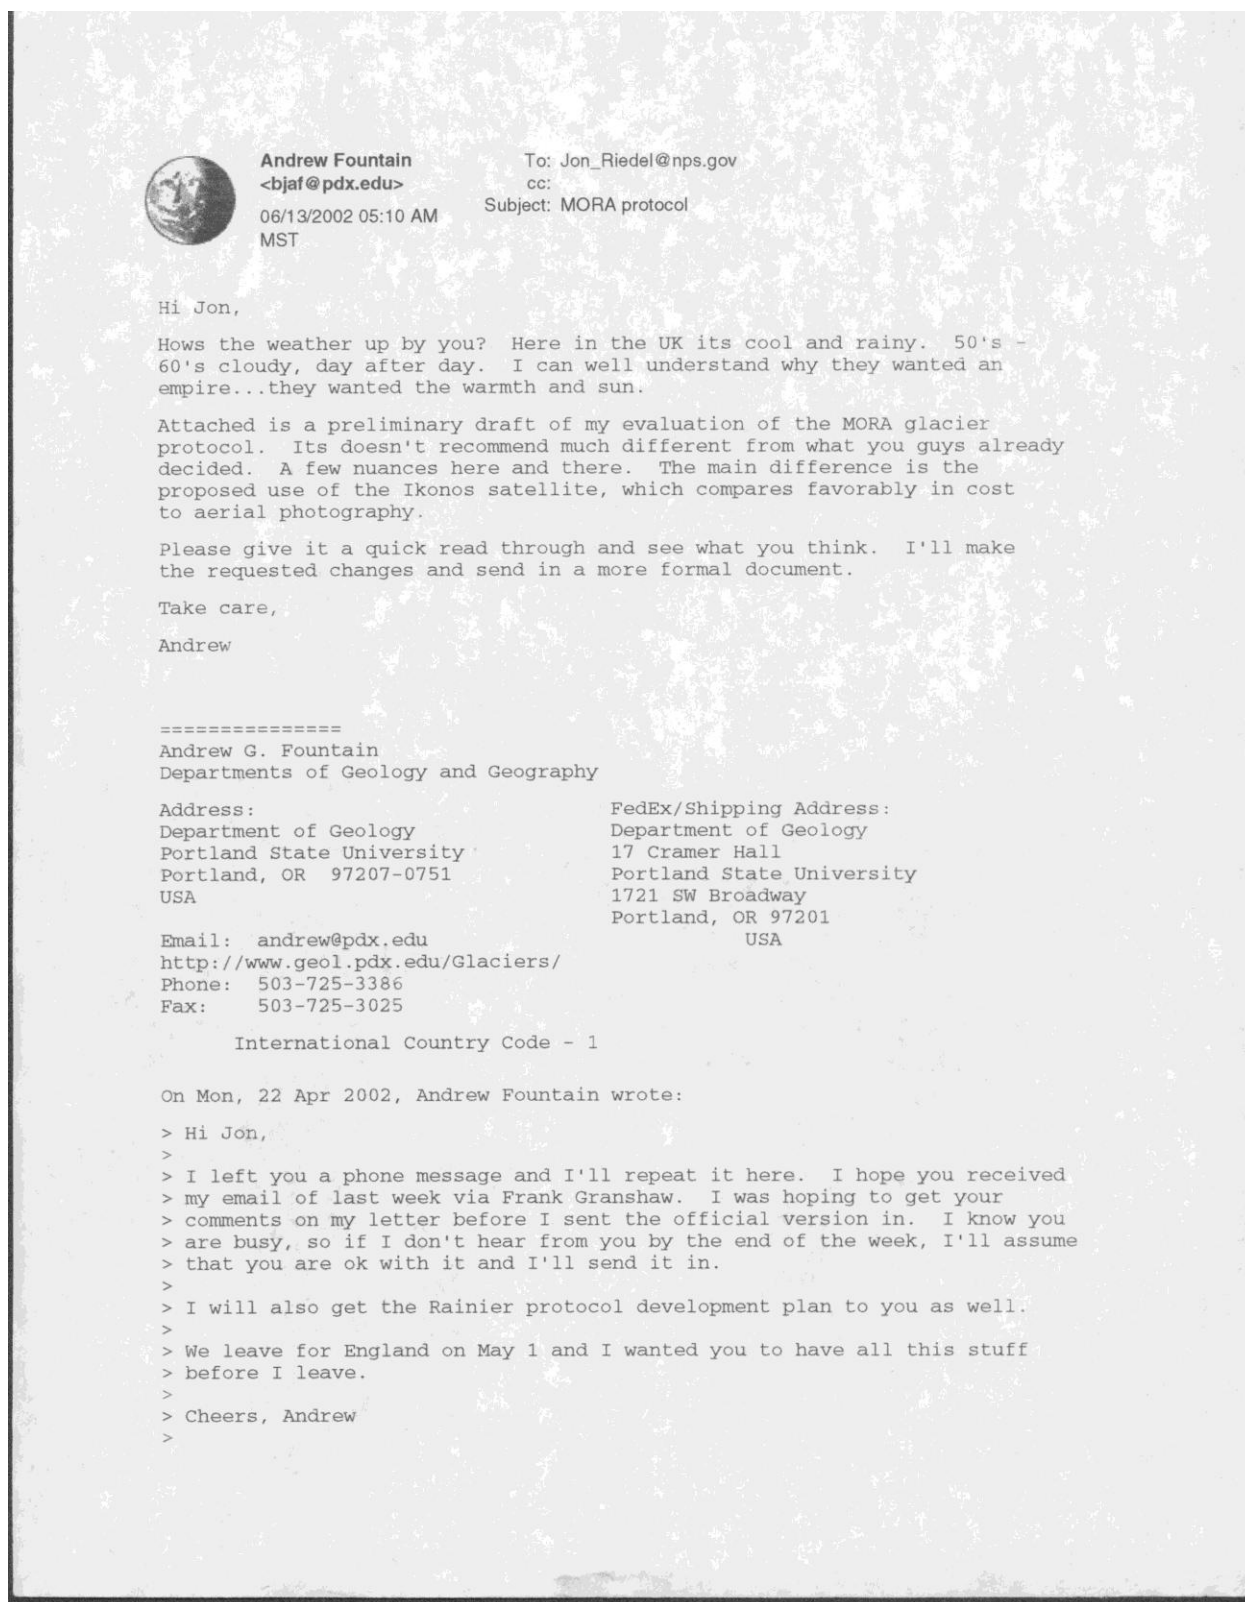 Andrew Fountain
<bjaf@pdx.edu>
06/13/2002 05:10 AM
MST
To: Jon_Riedel@nps.gov
cc:
Subject: MORA protocol
Hi Jon,
Hows the weather up by you?  Here in the UK its cool and rainy.  50's -
60's cloudy, day after day.  I can well understand why they wanted an
empire...they wanted the warmth and sun.
Attached is a preliminary draft of my evaluation of the MORA glacier
protocol.  Its doesn't recommend much different from what you guys already
decided.  A few nuances here and there.  The main difference is the
proposed use of the Ikonos satellite, which compares favorably in cost
to aerial photography.
Please give it a quick read through and see what you think.  I'll make
the requested changes and send in a more formal document.
Take care,
Andrew
===============
Andrew G. Fountain
Departments of Geology and Geography
Address:
Department of Geology
Portland State University
Portland, OR  97207-0751
USA
FedEx/Shipping Address:
Department of Geology
17 Cramer Hall
Portland State University
1721 SW Broadway
Portland, OR 97201
USA
Email:  andrew@pdx.edu
http://www.geol.pdx.edu/Glaciers/
Phone:  503-725-3386
Fax:    503-725-3025
International Country Code - 1
On Mon, 22 Apr 2002, Andrew Fountain wrote:
> Hi Jon,
>
> I left you a phone message and I'll repeat it here.  I hope you received
> my email of last week via Frank Granshaw.  I was hoping to get your
> comments on my letter before I sent the official version in.  I know you
> are busy, so if I don't hear from you by the end of the week, I'll assume
> that you are ok with it and I'll send it in.
>
> I will also get the Rainier protocol development plan to you as well.
>
> We leave for England on May 1 and I wanted you to have all this stuff
> before I leave.
>
> Cheers, Andrew
>